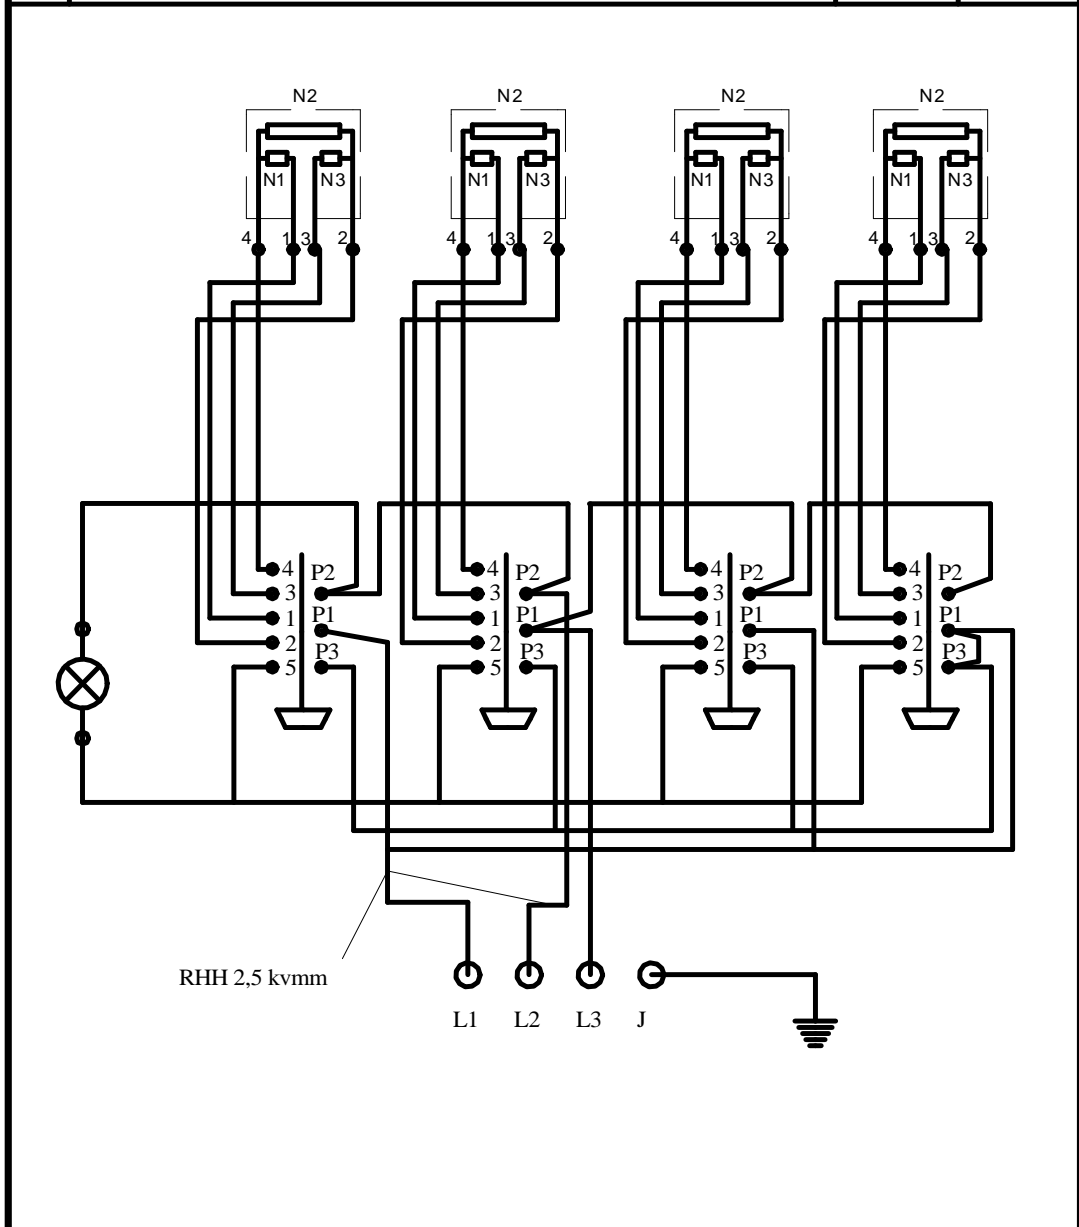 N2 N2 N2 N2
N1 N3 N1 N3 N1 N3 N1 N3
4 1 3 2 4 1 3 2 4 1 3 2 4 1 3 2
4 P2 4 P2 4 P2 4 P2
3 3 3 3
1 P1 1 P1 1 P1 1 P1
2 P3 2 P3 2 P3 2 P3
5 5 5 5
RHH 2,5 kvmm
L1 L2 L3 J